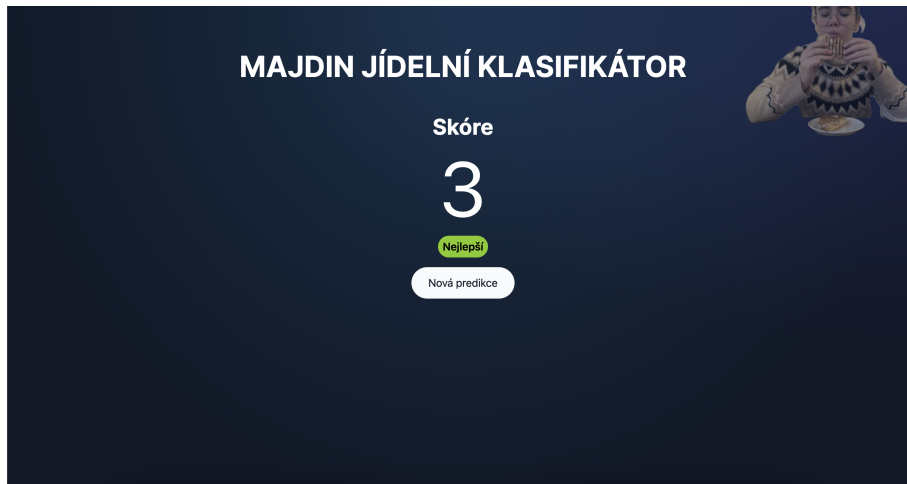 MAJDIN JÍDELNÍ KLASIFIKÁTOR
Skóre
3
Nejlepší
Nová predikce